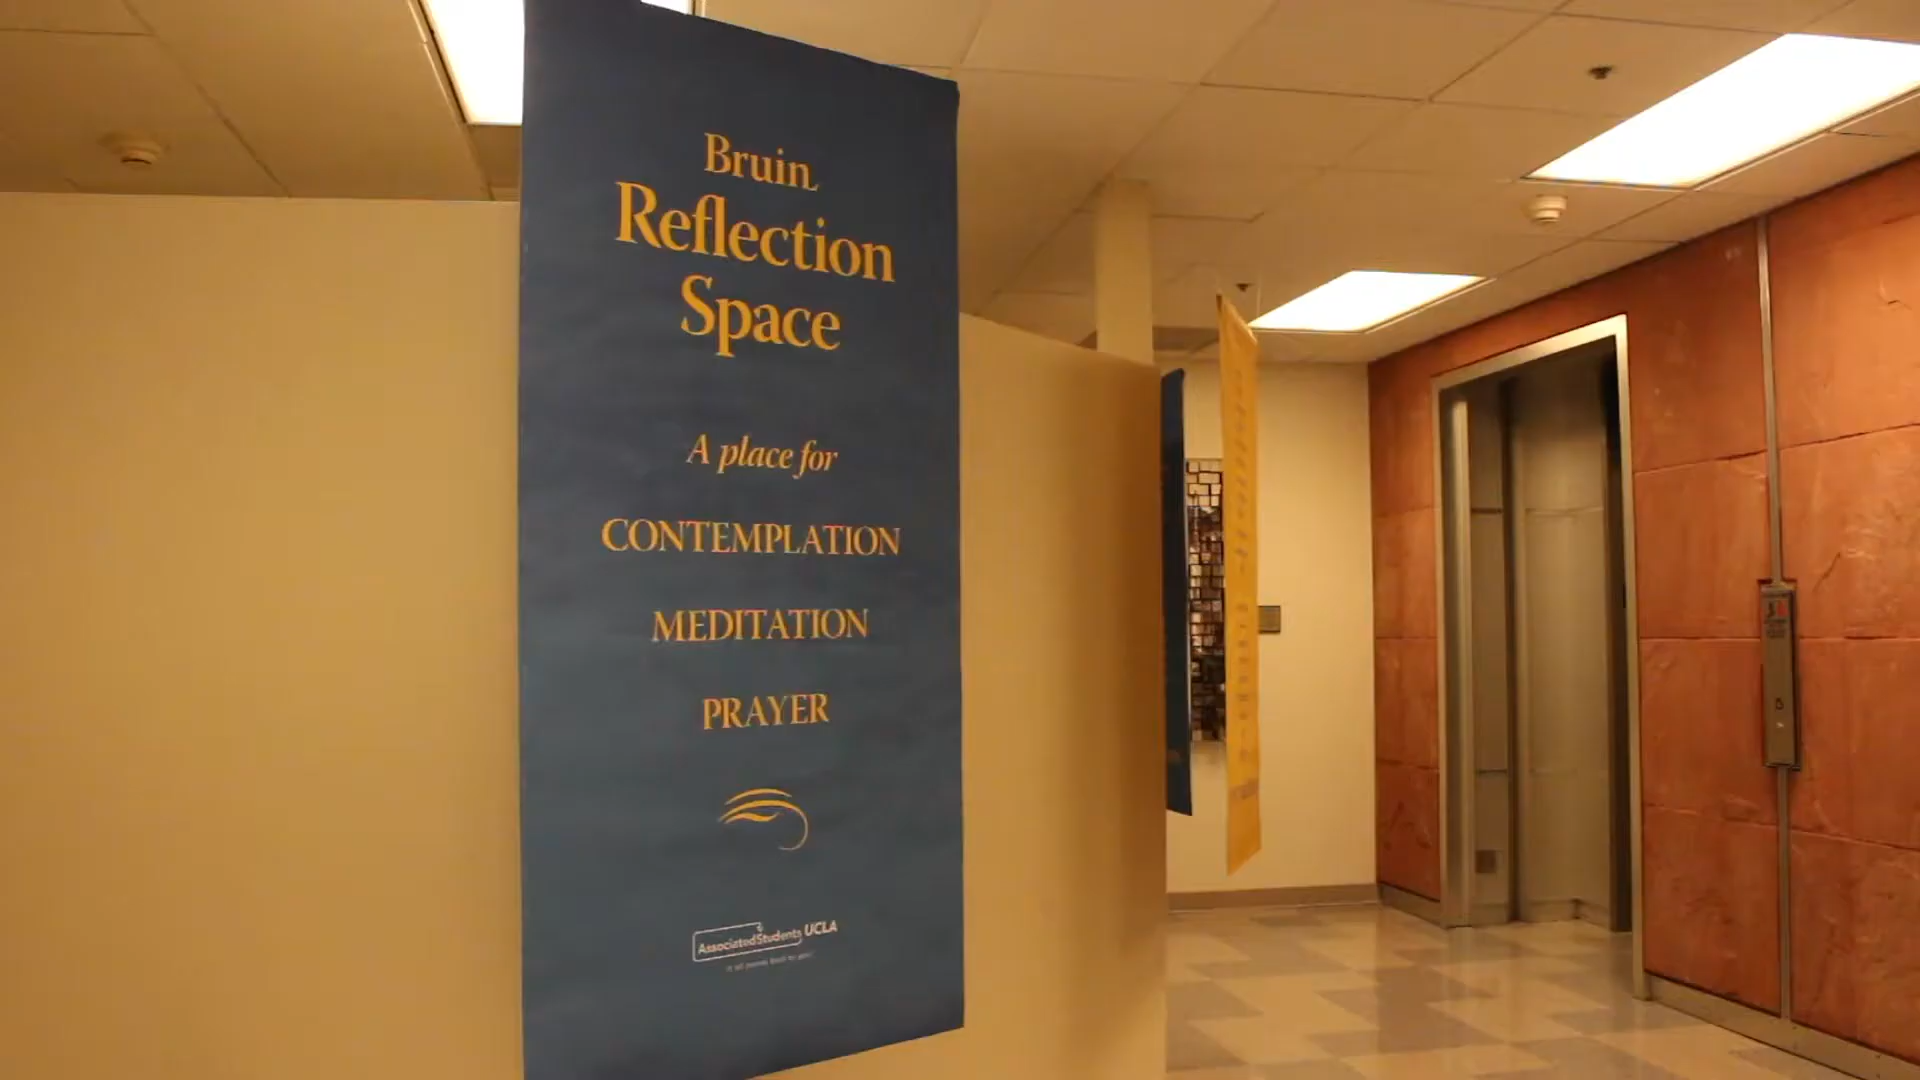 Bruin
Reflection
Space
A place for
CONTEMPLATION
MEDITATION
PRAYER
AssociatedStudents UCLA